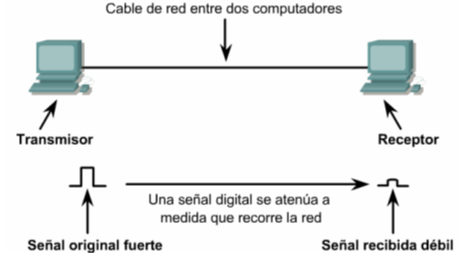 Cable de red entre dos computadores
Transmisor
Receptor
Una señal digital se atenúa a
medida que recorre la red
Señal original fuerte
Señal recibida débil